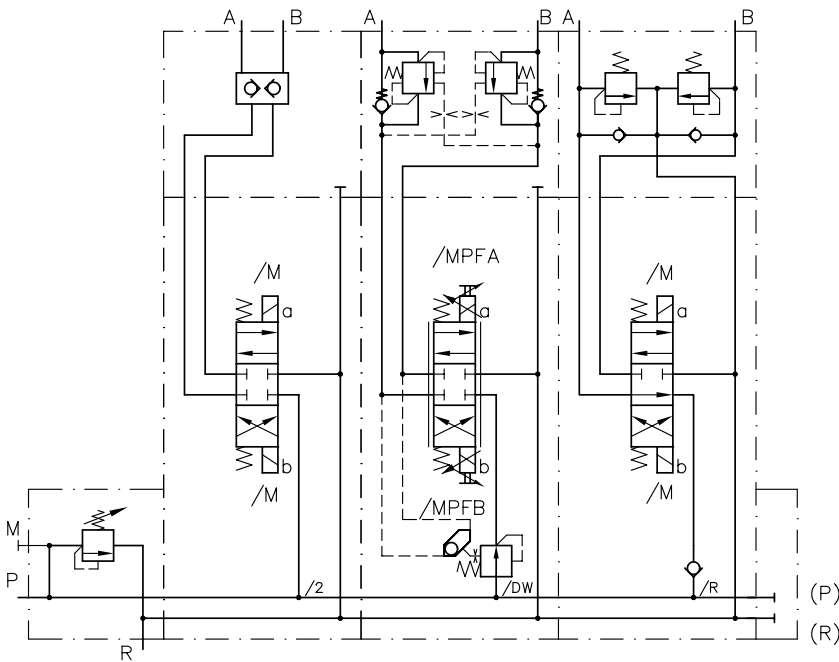 A B A B A B
/M /MPFA /M
a a a
b b b
/M /MPFB /M
M
P /2 /DW /R (P)
R (R)